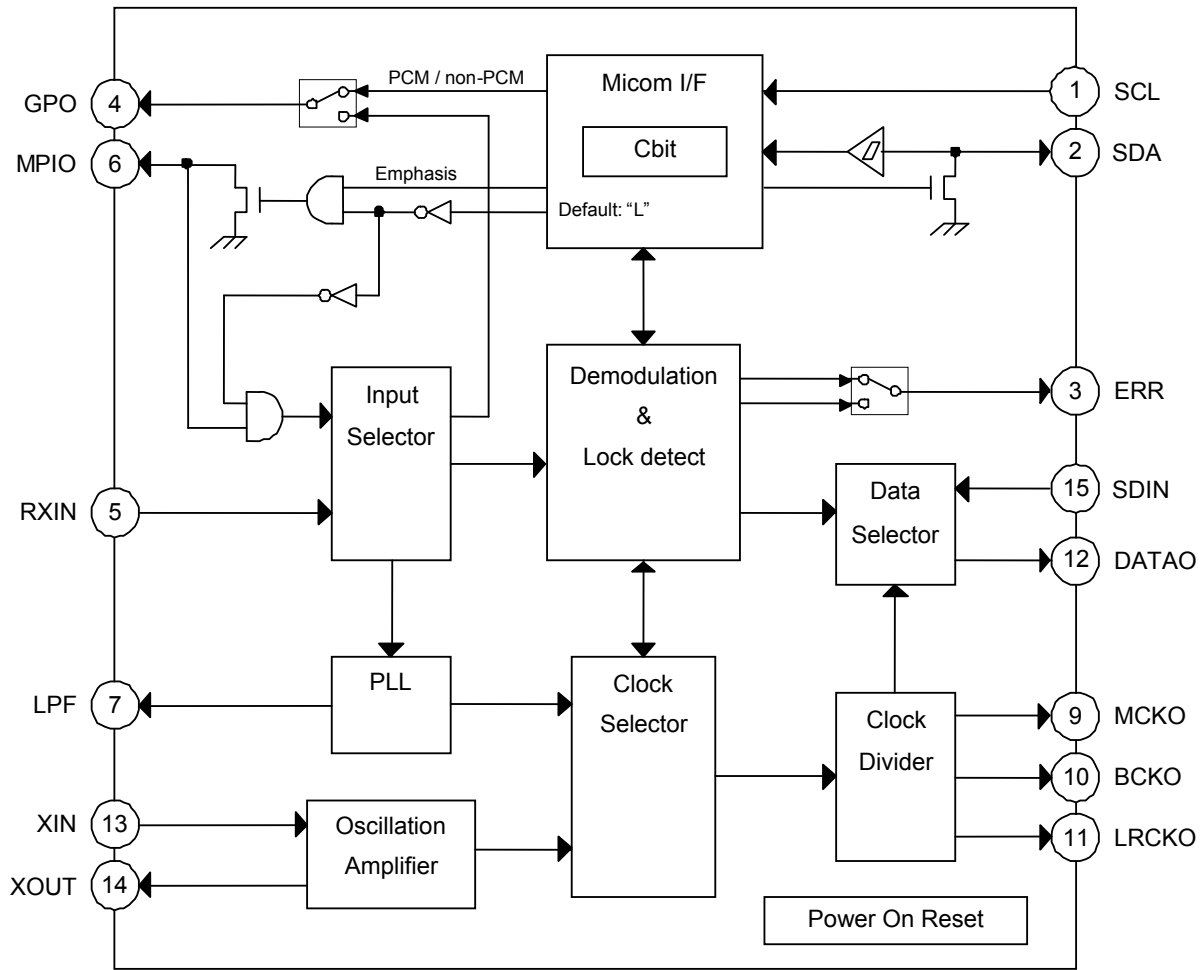 PCM / non-PCM
Micom I/F
GPO
4
1
SCL
Cbit
MPIO
6
2
SDA
Emphasis
Default: “L”
Input
Selector
Demodulation
&
Lock detect
3
ERR
RXIN
5
Data
Selector
15
SDIN
12
DATAO
LPF
7
PLL
Clock
Selector
Clock
Divider
9
MCKO
10
BCKO
XIN
13
Oscillation
Amplifier
11
LRCKO
XOUT
14
Power On Reset